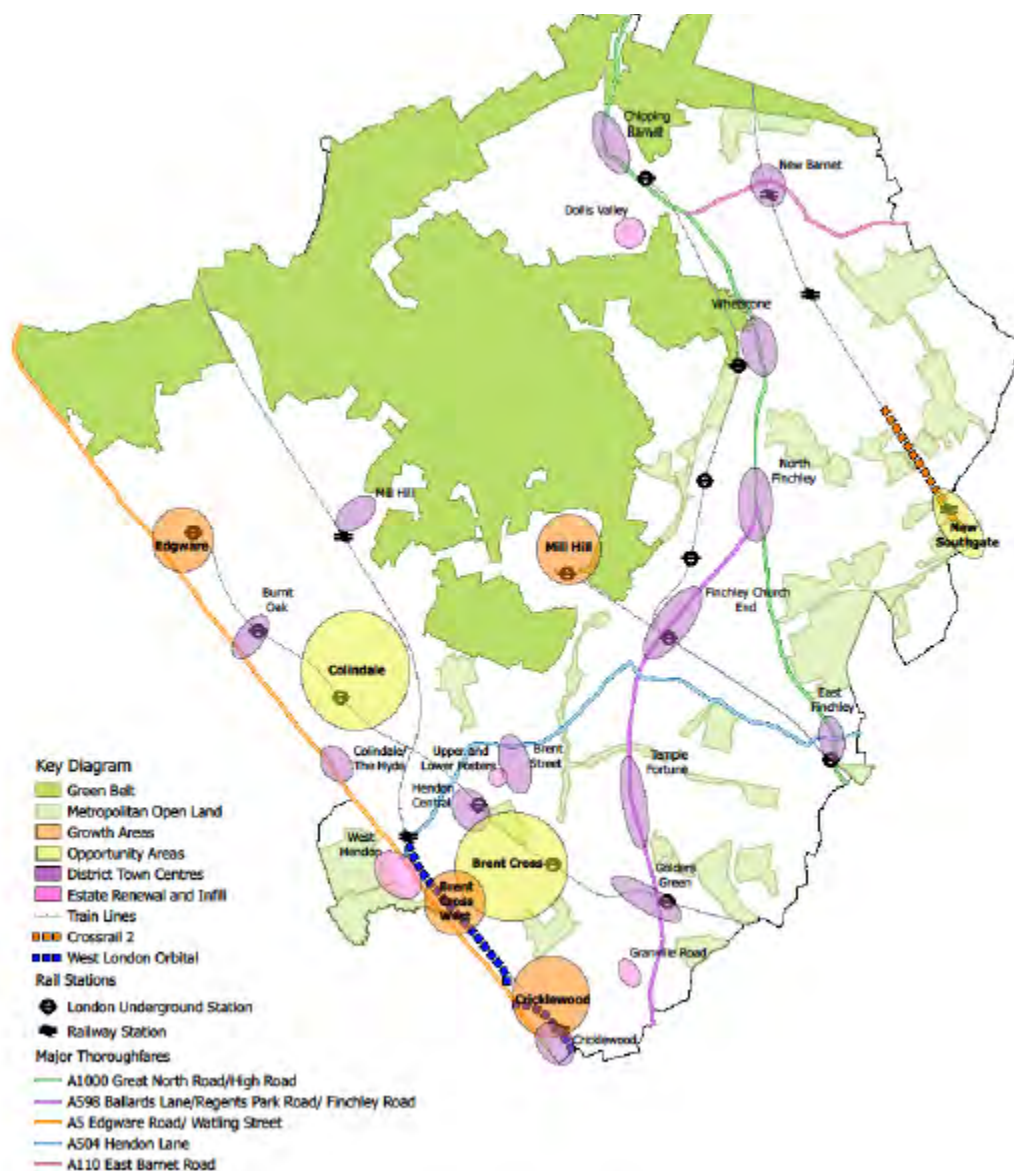 Chipping
Barnet
New Barnet
Dollis Valley
Whetstone
North
Finchley
Mill Hill
Edgware
Mill Hill
New
Southgate
Burnt
Oak
Finchley Church
End
Colindale
East
Finchley
Colindale/
The Hyde
Upper and
Lower Fosters
Brent
Street
Temple
Fortune
Hendon
Central
West
Hendon
Brent Cross
Golders
Green
Brent
Cross
West
Granville Road
Cricklewood
Cricklewood
Key Diagram
Green Belt
Metropolitan Open Land
Growth Areas
Opportunity Areas
District Town Centres
Estate Renewal and Infill
Train Lines
Crossrail 2
West London Orbital
Rail Stations
London Underground Station
Railway Station
Major Thoroughfares
A1000 Great North Road/High Road
A598 Ballards Lane/Regents Park Road/ Finchley Road
A5 Edgware Road/ Watling Street
A504 Hendon Lane
A110 East Barnet Road